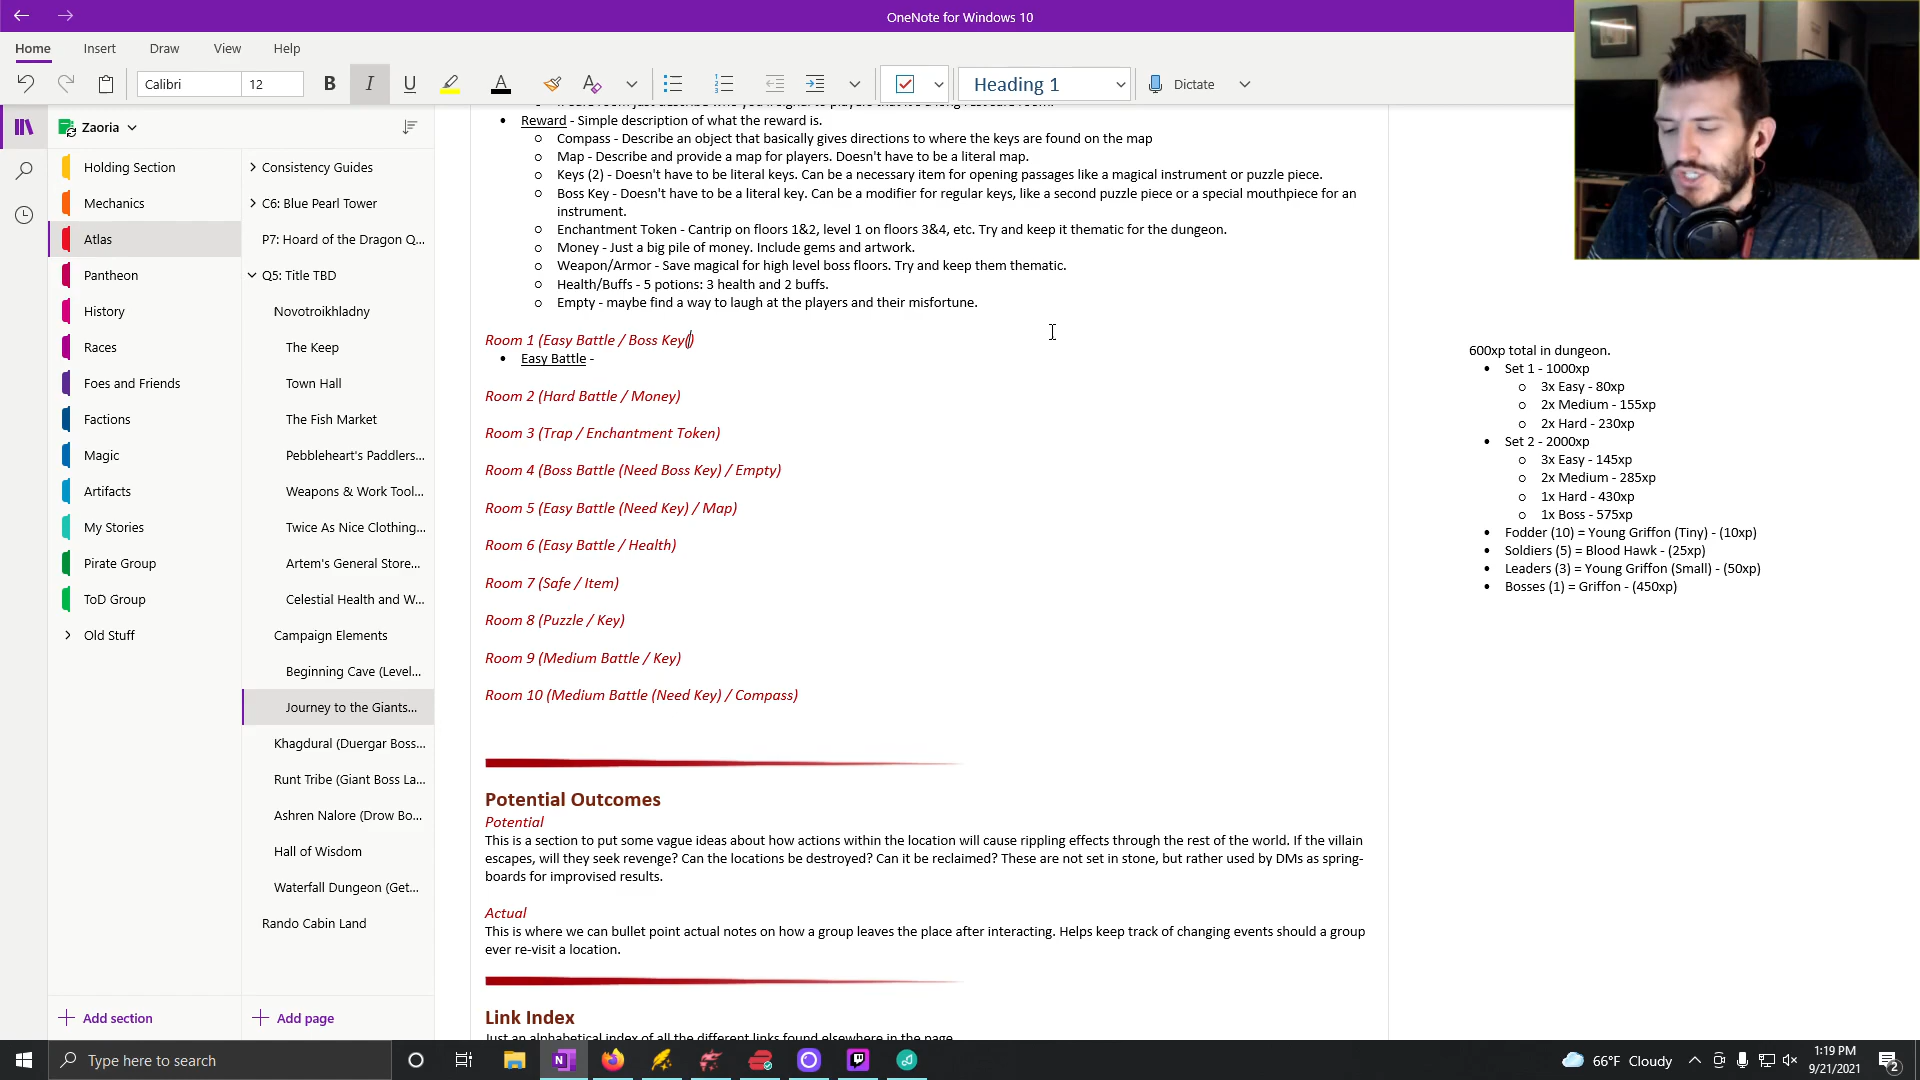 OneNote for Windows 10
Home
Insert
Draw
View
Help
Calibri
12
B
I
U
A
A
Heading 1
Dictate
Zaoria
Holding Section
Mechanics
Atlas
Pantheon
History
Races
Foes and Friends
Factions
Magic
Artifacts
My Stories
Pirate Group
ToD Group
Old Stuff
Add section
Consistency Guides
C6: Blue Pearl Tower
P7: Hoard of the Dragon Q...
Q5: Title TBD
Novotroikhladny
The Keep
Town Hall
The Fish Market
Pebbleheart's Paddlers...
Weapons & Work Tool...
Twice As Nice Clothing...
Artem's General Store...
Celestial Health and W...
Campaign Elements
Beginning Cave (Level...
Journey to the Giants...
Khagdural (Duergar Boss...
Runt Tribe (Giant Boss La...
Ashren Nalore (Drow Bo...
Hall of Wisdom
Waterfall Dungeon (Get...
Rando Cabin Land
Add page
Reward - Simple description of what the reward is.
Compass - Describe an object that basically gives directions to where the keys are found on the map
Map - Describe and provide a map for players. Doesn't have to be a literal map.
Keys (2) - Doesn't have to be literal keys. Can be a necessary item for opening passages like a magical instrument or puzzle piece.
Boss Key - Doesn't have to be a literal key. Can be a modifier for regular keys, like a second puzzle piece or a special mouthpiece for an
instrument.
Enchantment Token - Cantrip on floors 1&2, level 1 on floors 3&4, etc. Try and keep it thematic for the dungeon.
Money - Just a big pile of money. Include gems and artwork.
Weapon/Armor - Save magical for high level boss floors. Try and keep them thematic.
Health/Buffs - 5 potions: 3 health and 2 buffs.
Empty - maybe find a way to laugh at the players and their misfortune.
Room 1 (Easy Battle / Boss Key()
Easy Battle -
Room 2 (Hard Battle / Money)
Room 3 (Trap / Enchantment Token)
Room 4 (Boss Battle (Need Boss Key) / Empty)
Room 5 (Easy Battle (Need Key) / Map)
Room 6 (Easy Battle / Health)
Room 7 (Safe / Item)
Room 8 (Puzzle / Key)
Room 9 (Medium Battle / Key)
Room 10 (Medium Battle (Need Key) / Compass)
Potential Outcomes
Potential
This is a section to put some vague ideas about how actions within the location will cause rippling effects through the rest of the world. If the villain
escapes, will they seek revenge? Can the locations be destroyed? Can it be reclaimed? These are not set in stone, but rather used by DMs as spring-
boards for improvised results.
Actual
This is where we can bullet point actual notes on how a group leaves the place after interacting. Helps keep track of changing events should a group
ever re-visit a location.
Link Index
Just an alphabetical index of all the different links found elsewhere in the page.
600xp total in dungeon.
Set 1 - 1000xp
3x Easy - 80xp
2x Medium - 155xp
2x Hard - 230xp
Set 2 - 2000xp
3x Easy - 145xp
2x Medium - 285xp
1x Hard - 430xp
1x Boss - 575xp
Fodder (10) = Young Griffon (Tiny) - (10xp)
Soldiers (5) = Blood Hawk - (25xp)
Leaders (3) = Young Griffon (Small) - (50xp)
Bosses (1) = Griffon - (450xp)
Type here to search
66°F Cloudy
1:19 PM
9/21/2021
2